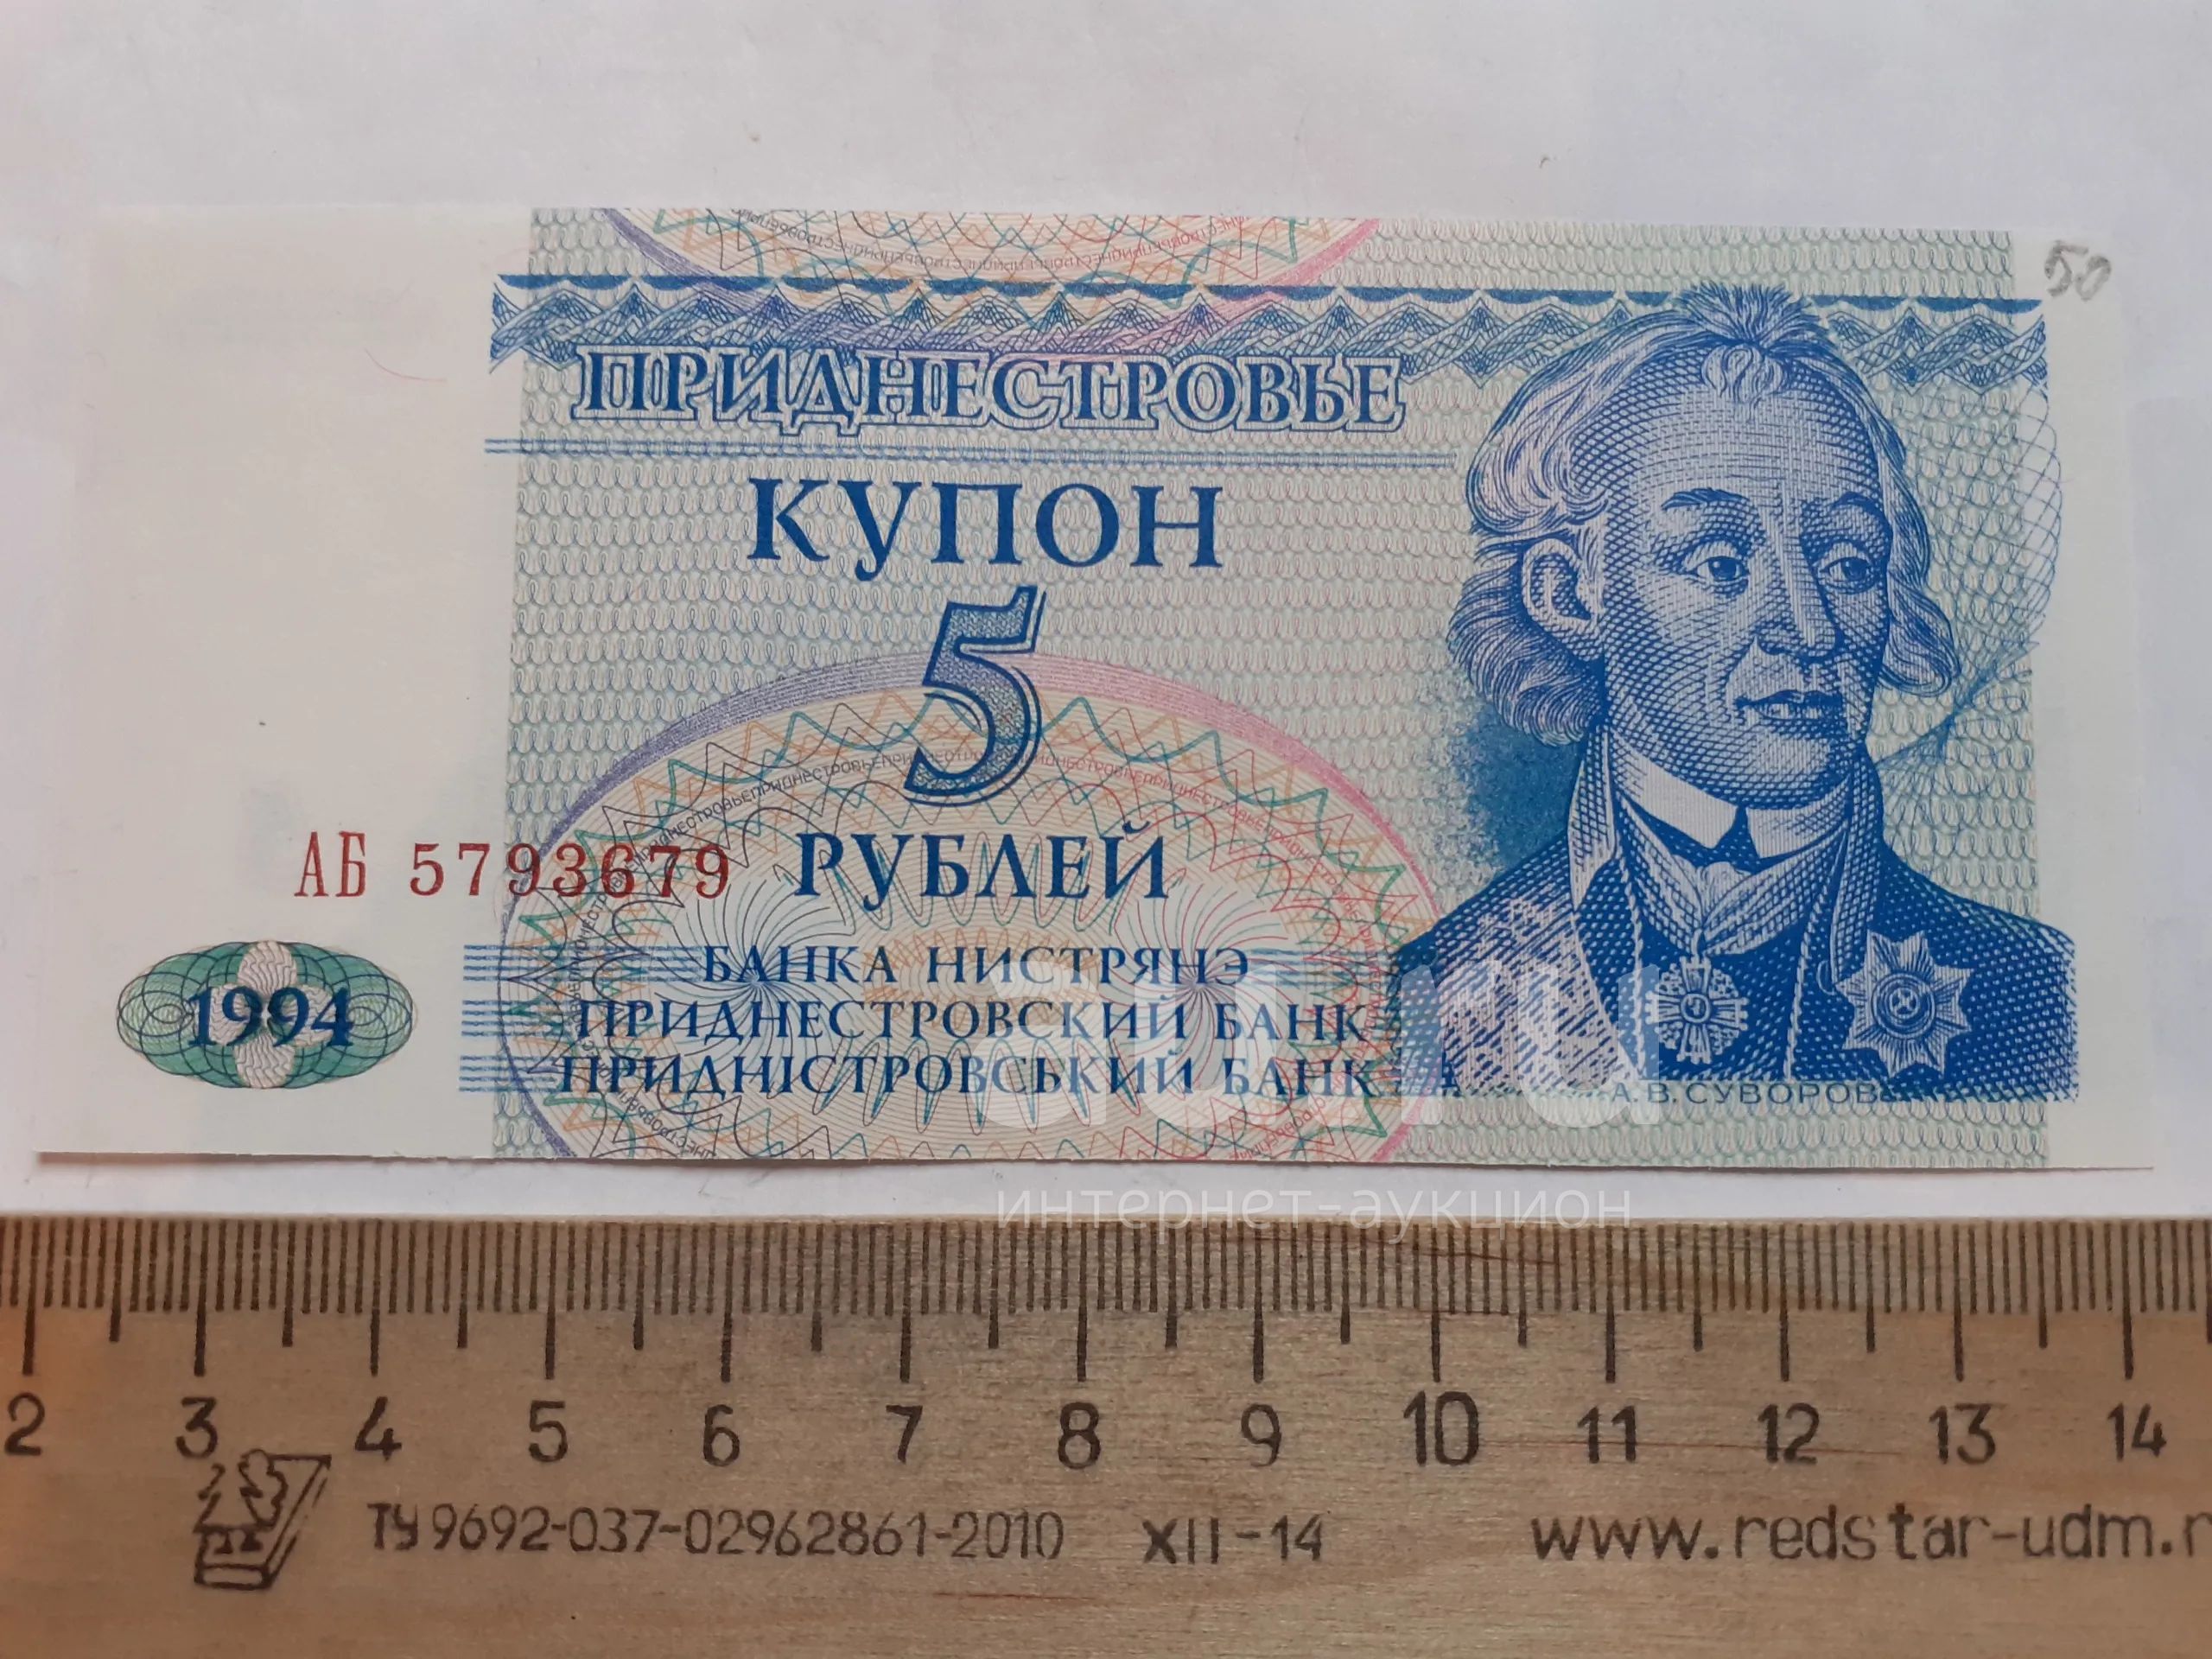 50
ПРИДНЕСТРОВЬЕ
КУПОН
5
РУБЛЕЙ
АБ 5793679
БАНКА НИСТРЯНЭ
ПРИДНЕСТРОВСКИЙ БАНК
ПРИДНІСТРОВСЬКИЙ БАНК
1994
А.В.СУВОРОВ
au.ru
интернет-аукцион
2 3 4 5 6 7 8 9 10 11 12 13 14
ТУ 9692-037-02962861-2010 XII-14 www.redstar-udm.r